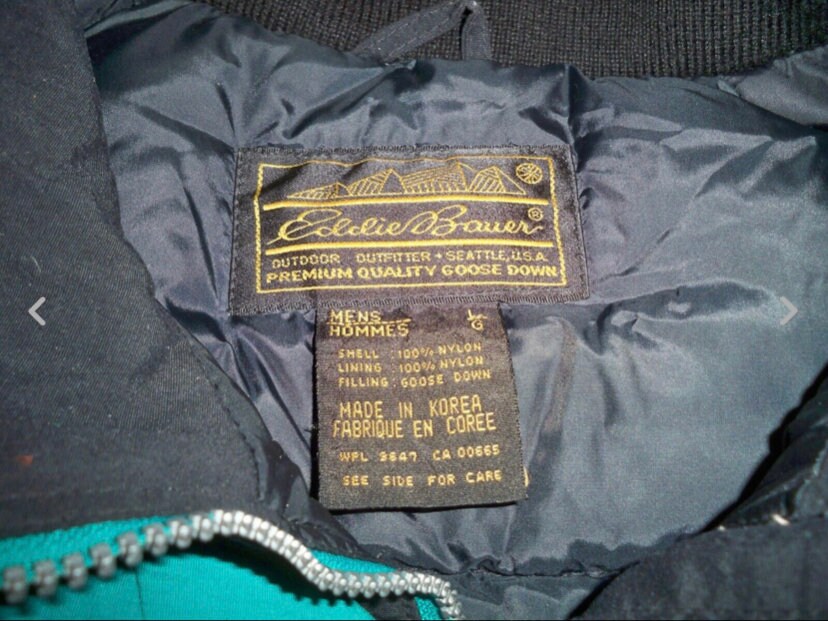 Eddie Bauer®
OUTDOOR OUTFITTER + SEATTLE, U.S.A.
PREMIUM QUALITY GOOSE DOWN
MENS L
HOMMES G
SHELL : 100% NYLON
LINING : 100% NYLON
FILLING : GOOSE DOWN
MADE IN KOREA
FABRIQUE EN COREE
WPL 3647 CA 00665
SEE SIDE FOR CARE